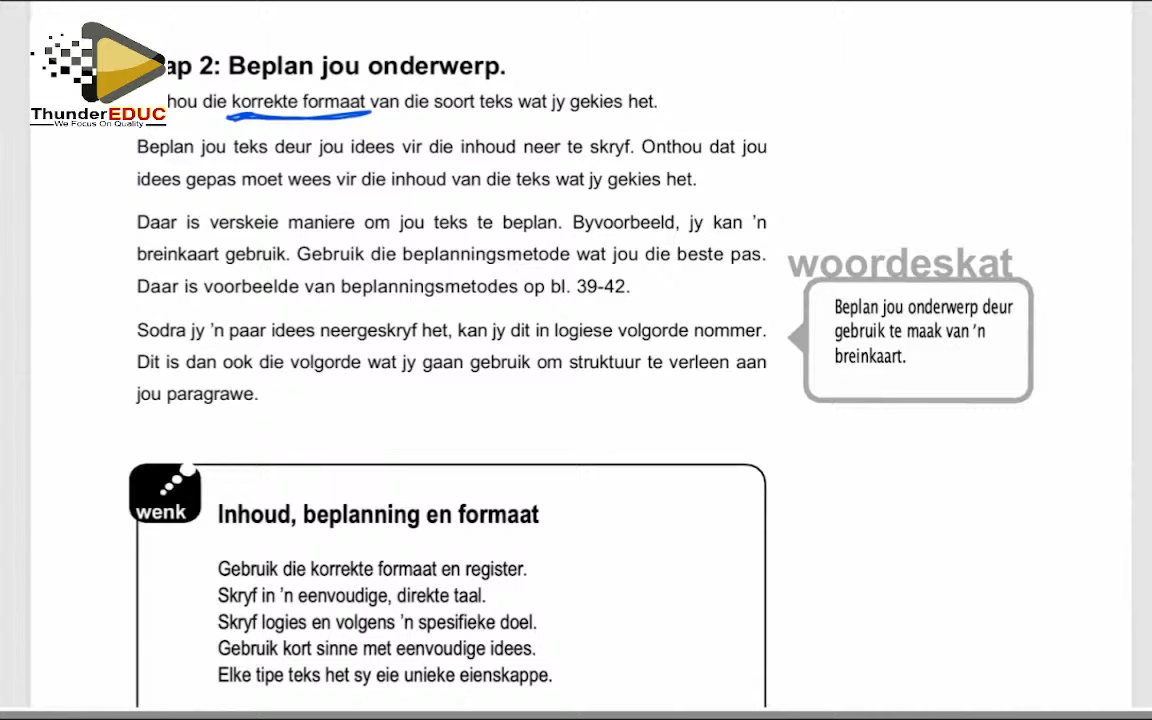 ThunderEDUC
We Focus On Quality
ap 2: Beplan jou onderwerp.
hou die korrekte formaat van die soort teks wat jy gekies het.
Beplan jou teks deur jou idees vir die inhoud neer te skryf. Onthou dat jou
idees gepas moet wees vir die inhoud van die teks wat jy gekies het.
Daar is verskeie maniere om jou teks te beplan. Byvoorbeeld, jy kan 'n
breinkaart gebruik. Gebruik die beplanningsmetode wat jou die beste pas.
Daar is voorbeelde van beplanningsmetodes op bl. 39-42.
Sodra jy 'n paar idees neergeskryf het, kan jy dit in logiese volgorde nommer.
Dit is dan ook die volgorde wat jy gaan gebruik om struktuur te verleen aan
jou paragrawe.
woordeskat
Beplan jou onderwerp deur
gebruik te maak van 'n
breinkaart.
wenk
Inhoud, beplanning en formaat
Gebruik die korrekte formaat en register.
Skryf in 'n eenvoudige, direkte taal.
Skryf logies en volgens 'n spesifieke doel.
Gebruik kort sinne met eenvoudige idees.
Elke tipe teks het sy eie unieke eienskappe.